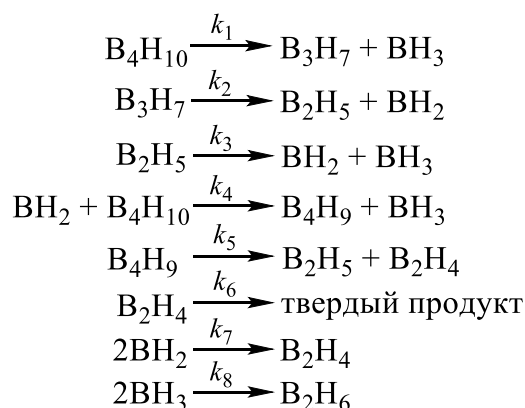 B₄H₁₀ —k₁→ B₃H₇ + BH₃
B₃H₇ —k₂→ B₂H₅ + BH₂
B₂H₅ —k₃→ BH₂ + BH₃
BH₂ + B₄H₁₀ —k₄→ B₄H₉ + BH₃
B₄H₉ —k₅→ B₂H₅ + B₂H₄
B₂H₄ —k₆→ твердый продукт
2BH₂ —k₇→ B₂H₄
2BH₃ —k₈→ B₂H₆